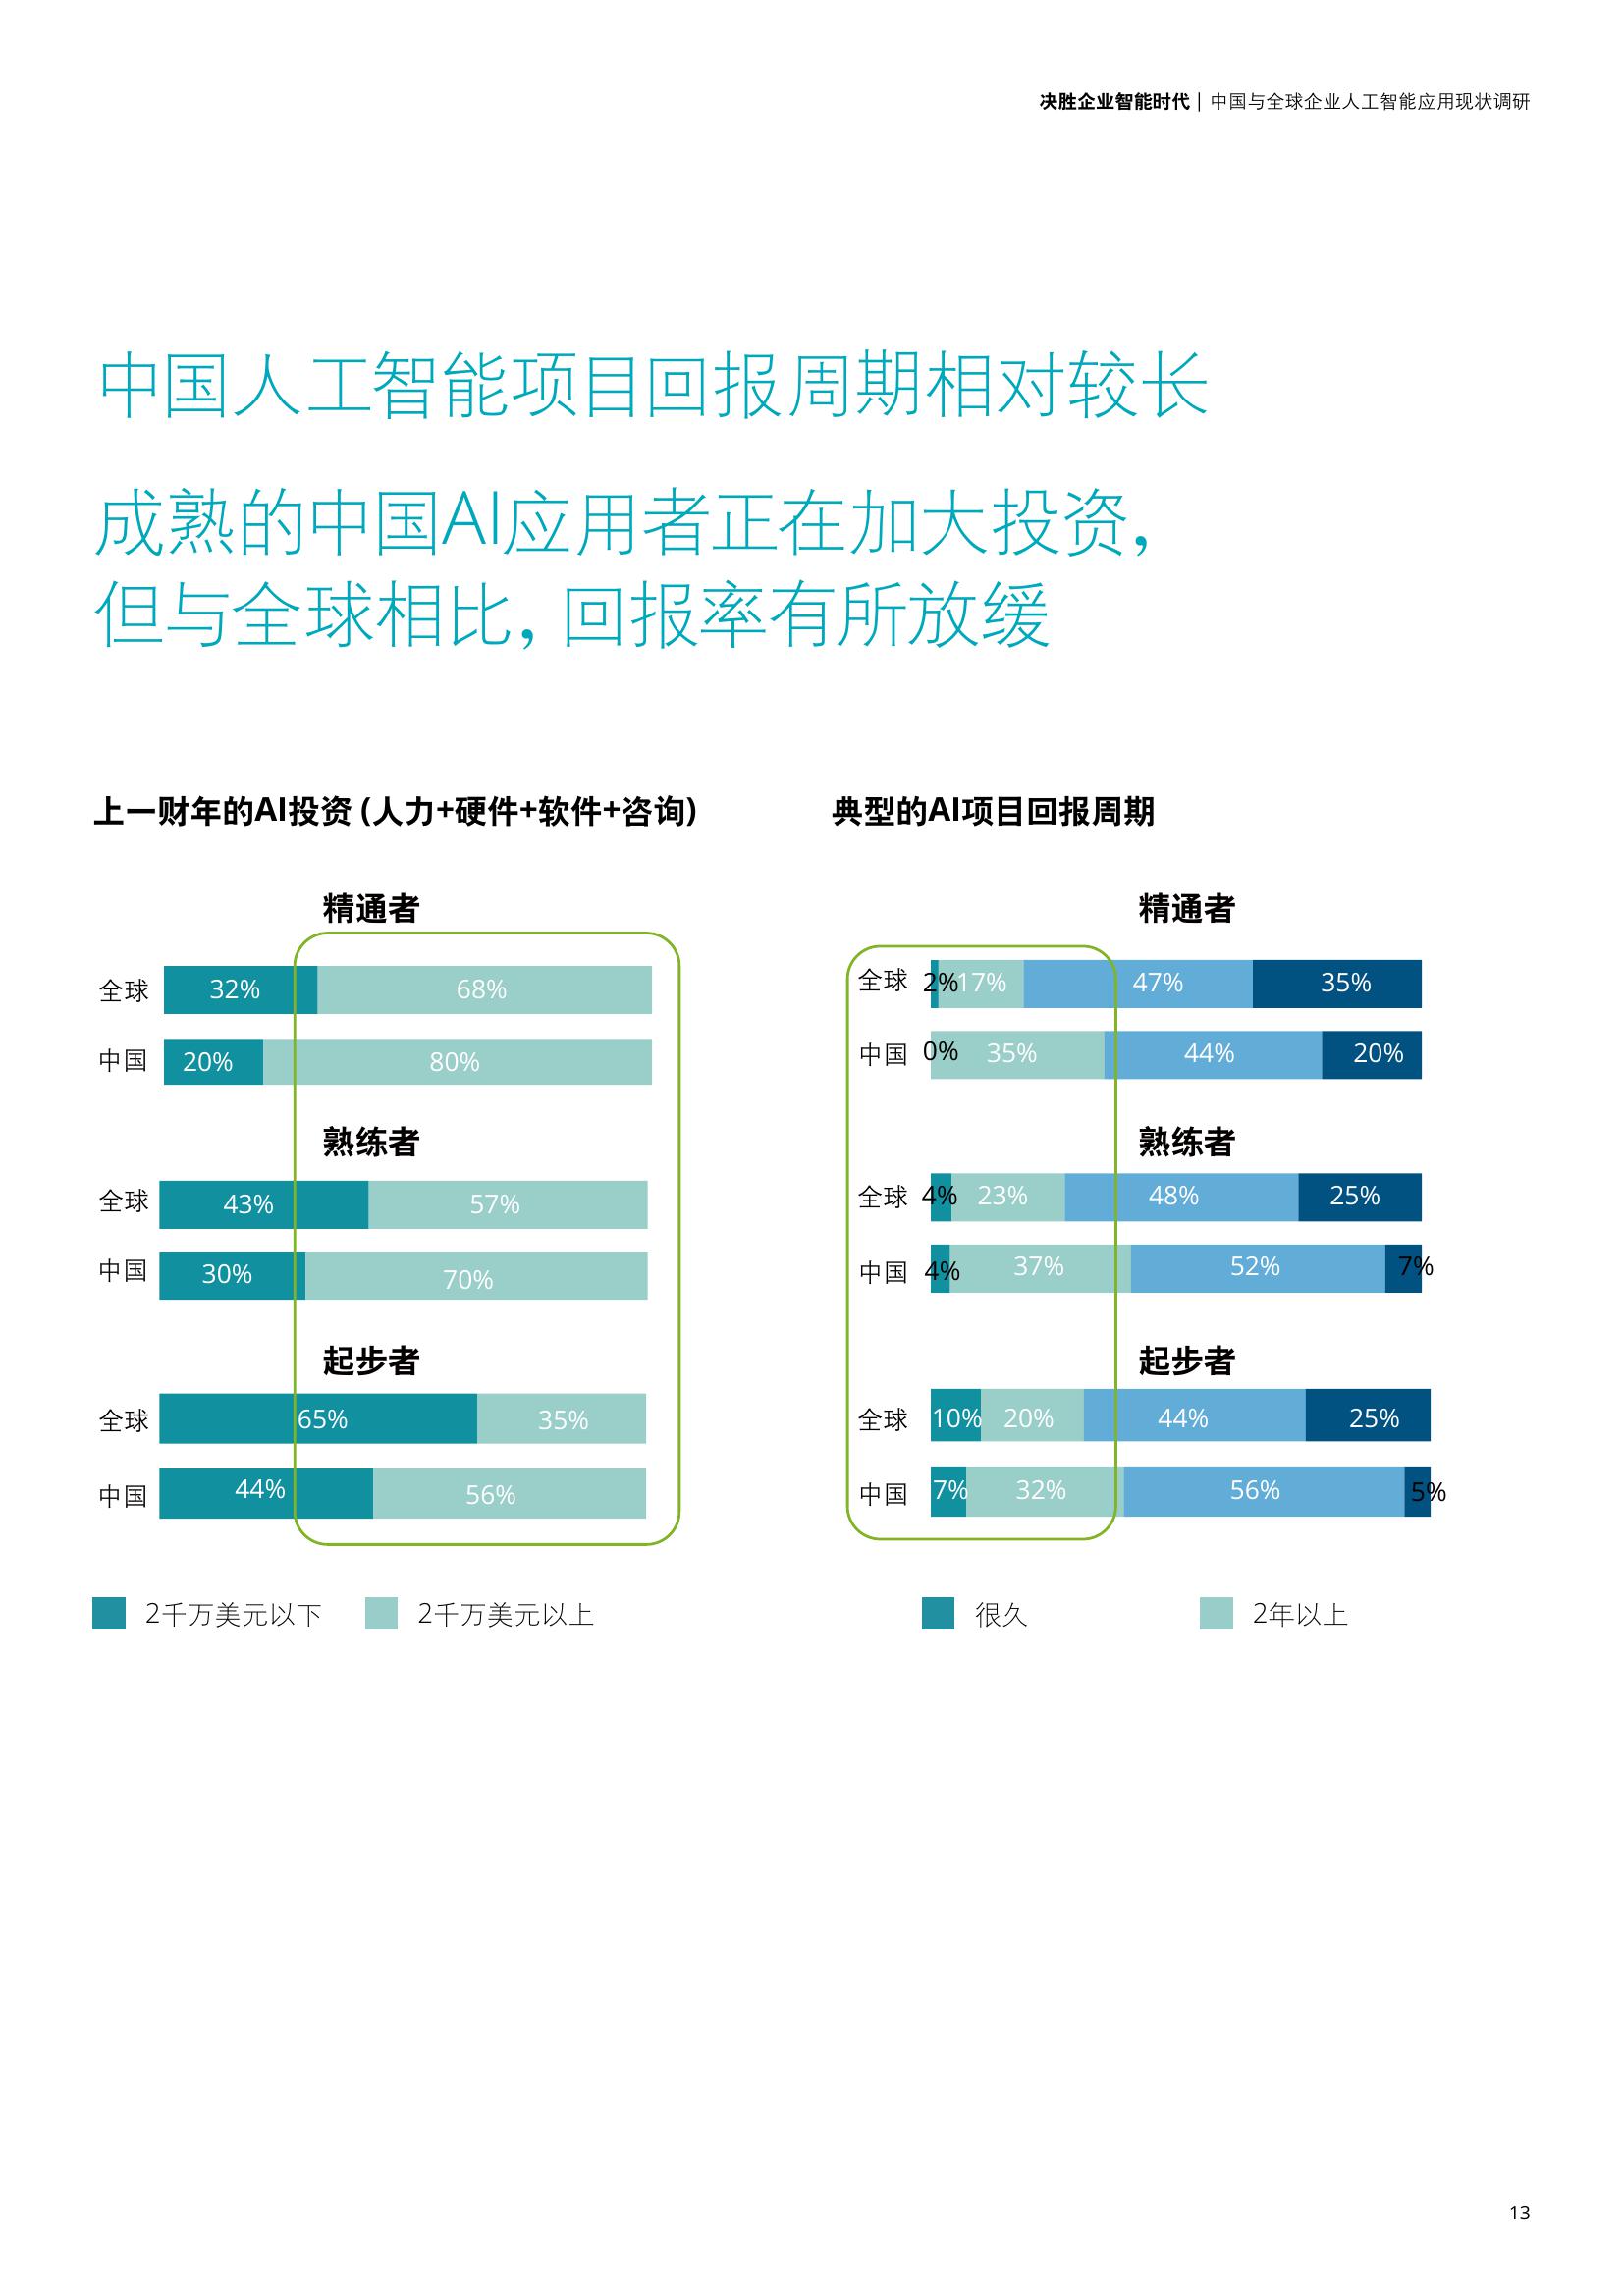 决胜企业智能时代 | 中国与全球企业人工智能应用现状调研
中国人工智能项目回报周期相对较长
成熟的中国AI应用者正在加大投资，
但与全球相比，回报率有所放缓
上一财年的AI投资 (人力+硬件+软件+咨询)
精通者
全球 32% 68%
中国 20% 80%
熟练者
全球 43% 57%
中国 30% 70%
起步者
全球 65% 35%
中国 44% 56%
2千万美元以下 2千万美元以上
典型的AI项目回报周期
精通者
全球 2% 17% 47% 35%
中国 0% 35% 44% 20%
熟练者
全球 4% 23% 48% 25%
中国 4% 37% 52% 7%
起步者
全球 10% 20% 44% 25%
中国 7% 32% 56% 5%
很久 2年以上
13